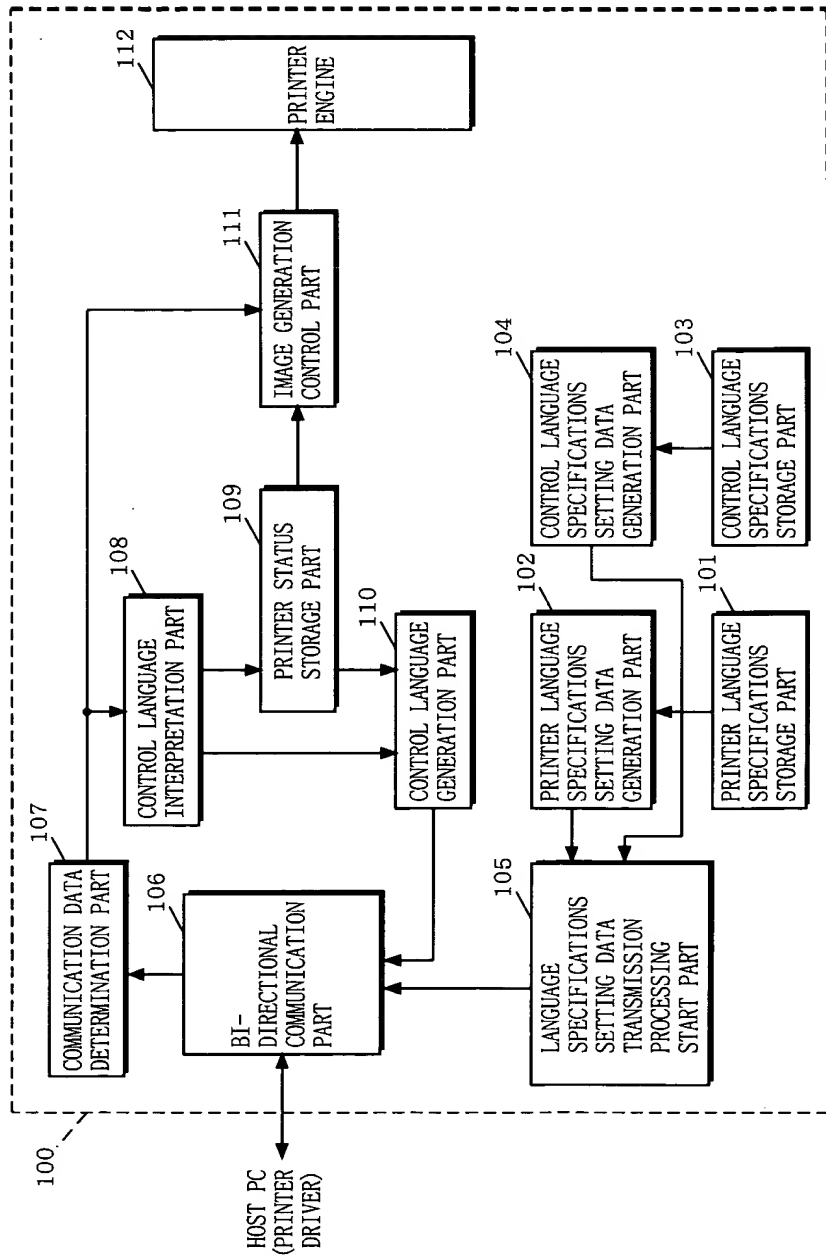 100
HOST PC
(PRINTER
DRIVER)
107
COMMUNICATION DATA
DETERMINATION PART
106
BI-
DIRECTIONAL
COMMUNICATION
PART
108
CONTROL LANGUAGE
INTERPRETATION PART
109
PRINTER STATUS
STORAGE PART
110
CONTROL LANGUAGE
GENERATION PART
111
IMAGE GENERATION
CONTROL PART
112
PRINTER
ENGINE
105
LANGUAGE
SPECIFICATIONS
SETTING DATA
TRANSMISSION
PROCESSING
START PART
102
PRINTER LANGUAGE
SPECIFICATIONS
SETTING DATA
GENERATION PART
101
PRINTER LANGUAGE
SPECIFICATIONS
STORAGE PART
104
CONTROL LANGUAGE
SPECIFICATIONS
SETTING DATA
GENERATION PART
103
CONTROL LANGUAGE
SPECIFICATIONS
STORAGE PART